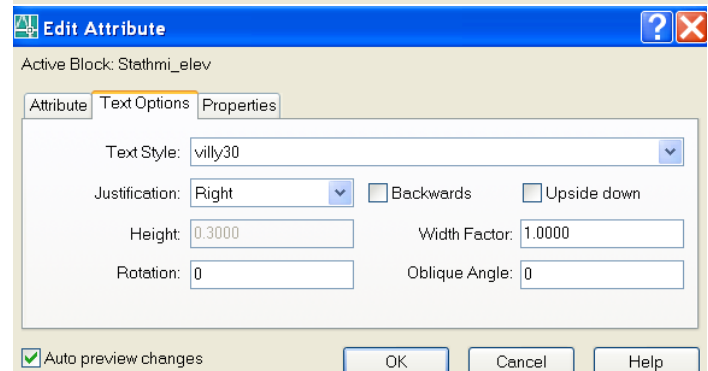 Edit Attribute
Active Block: Stathmi_elev
Attribute Text Options Properties
Text Style: villy30
Justification: Right Backwards Upside down
Height: 0.3000 Width Factor: 1.0000
Rotation: 0 Oblique Angle: 0
Auto preview changes OK Cancel Help